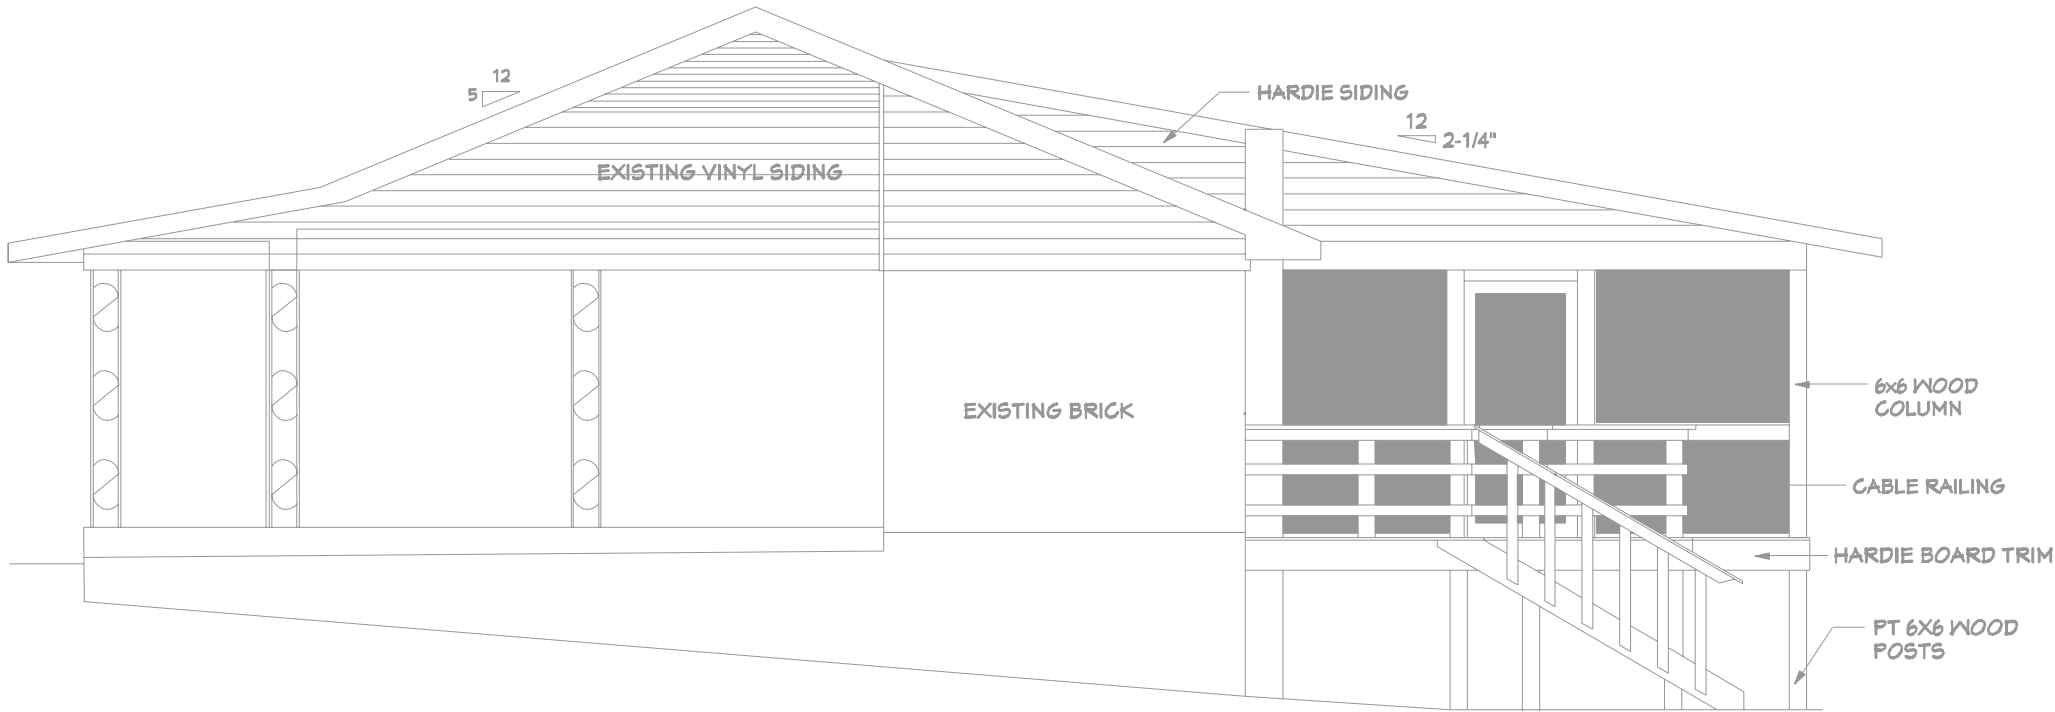 12
5
HARDIE SIDING
12
2-1/4"
EXISTING VINYL SIDING
EXISTING BRICK
6x6 WOOD
COLUMN
CABLE RAILING
HARDIE BOARD TRIM
PT 6X6 WOOD
POSTS